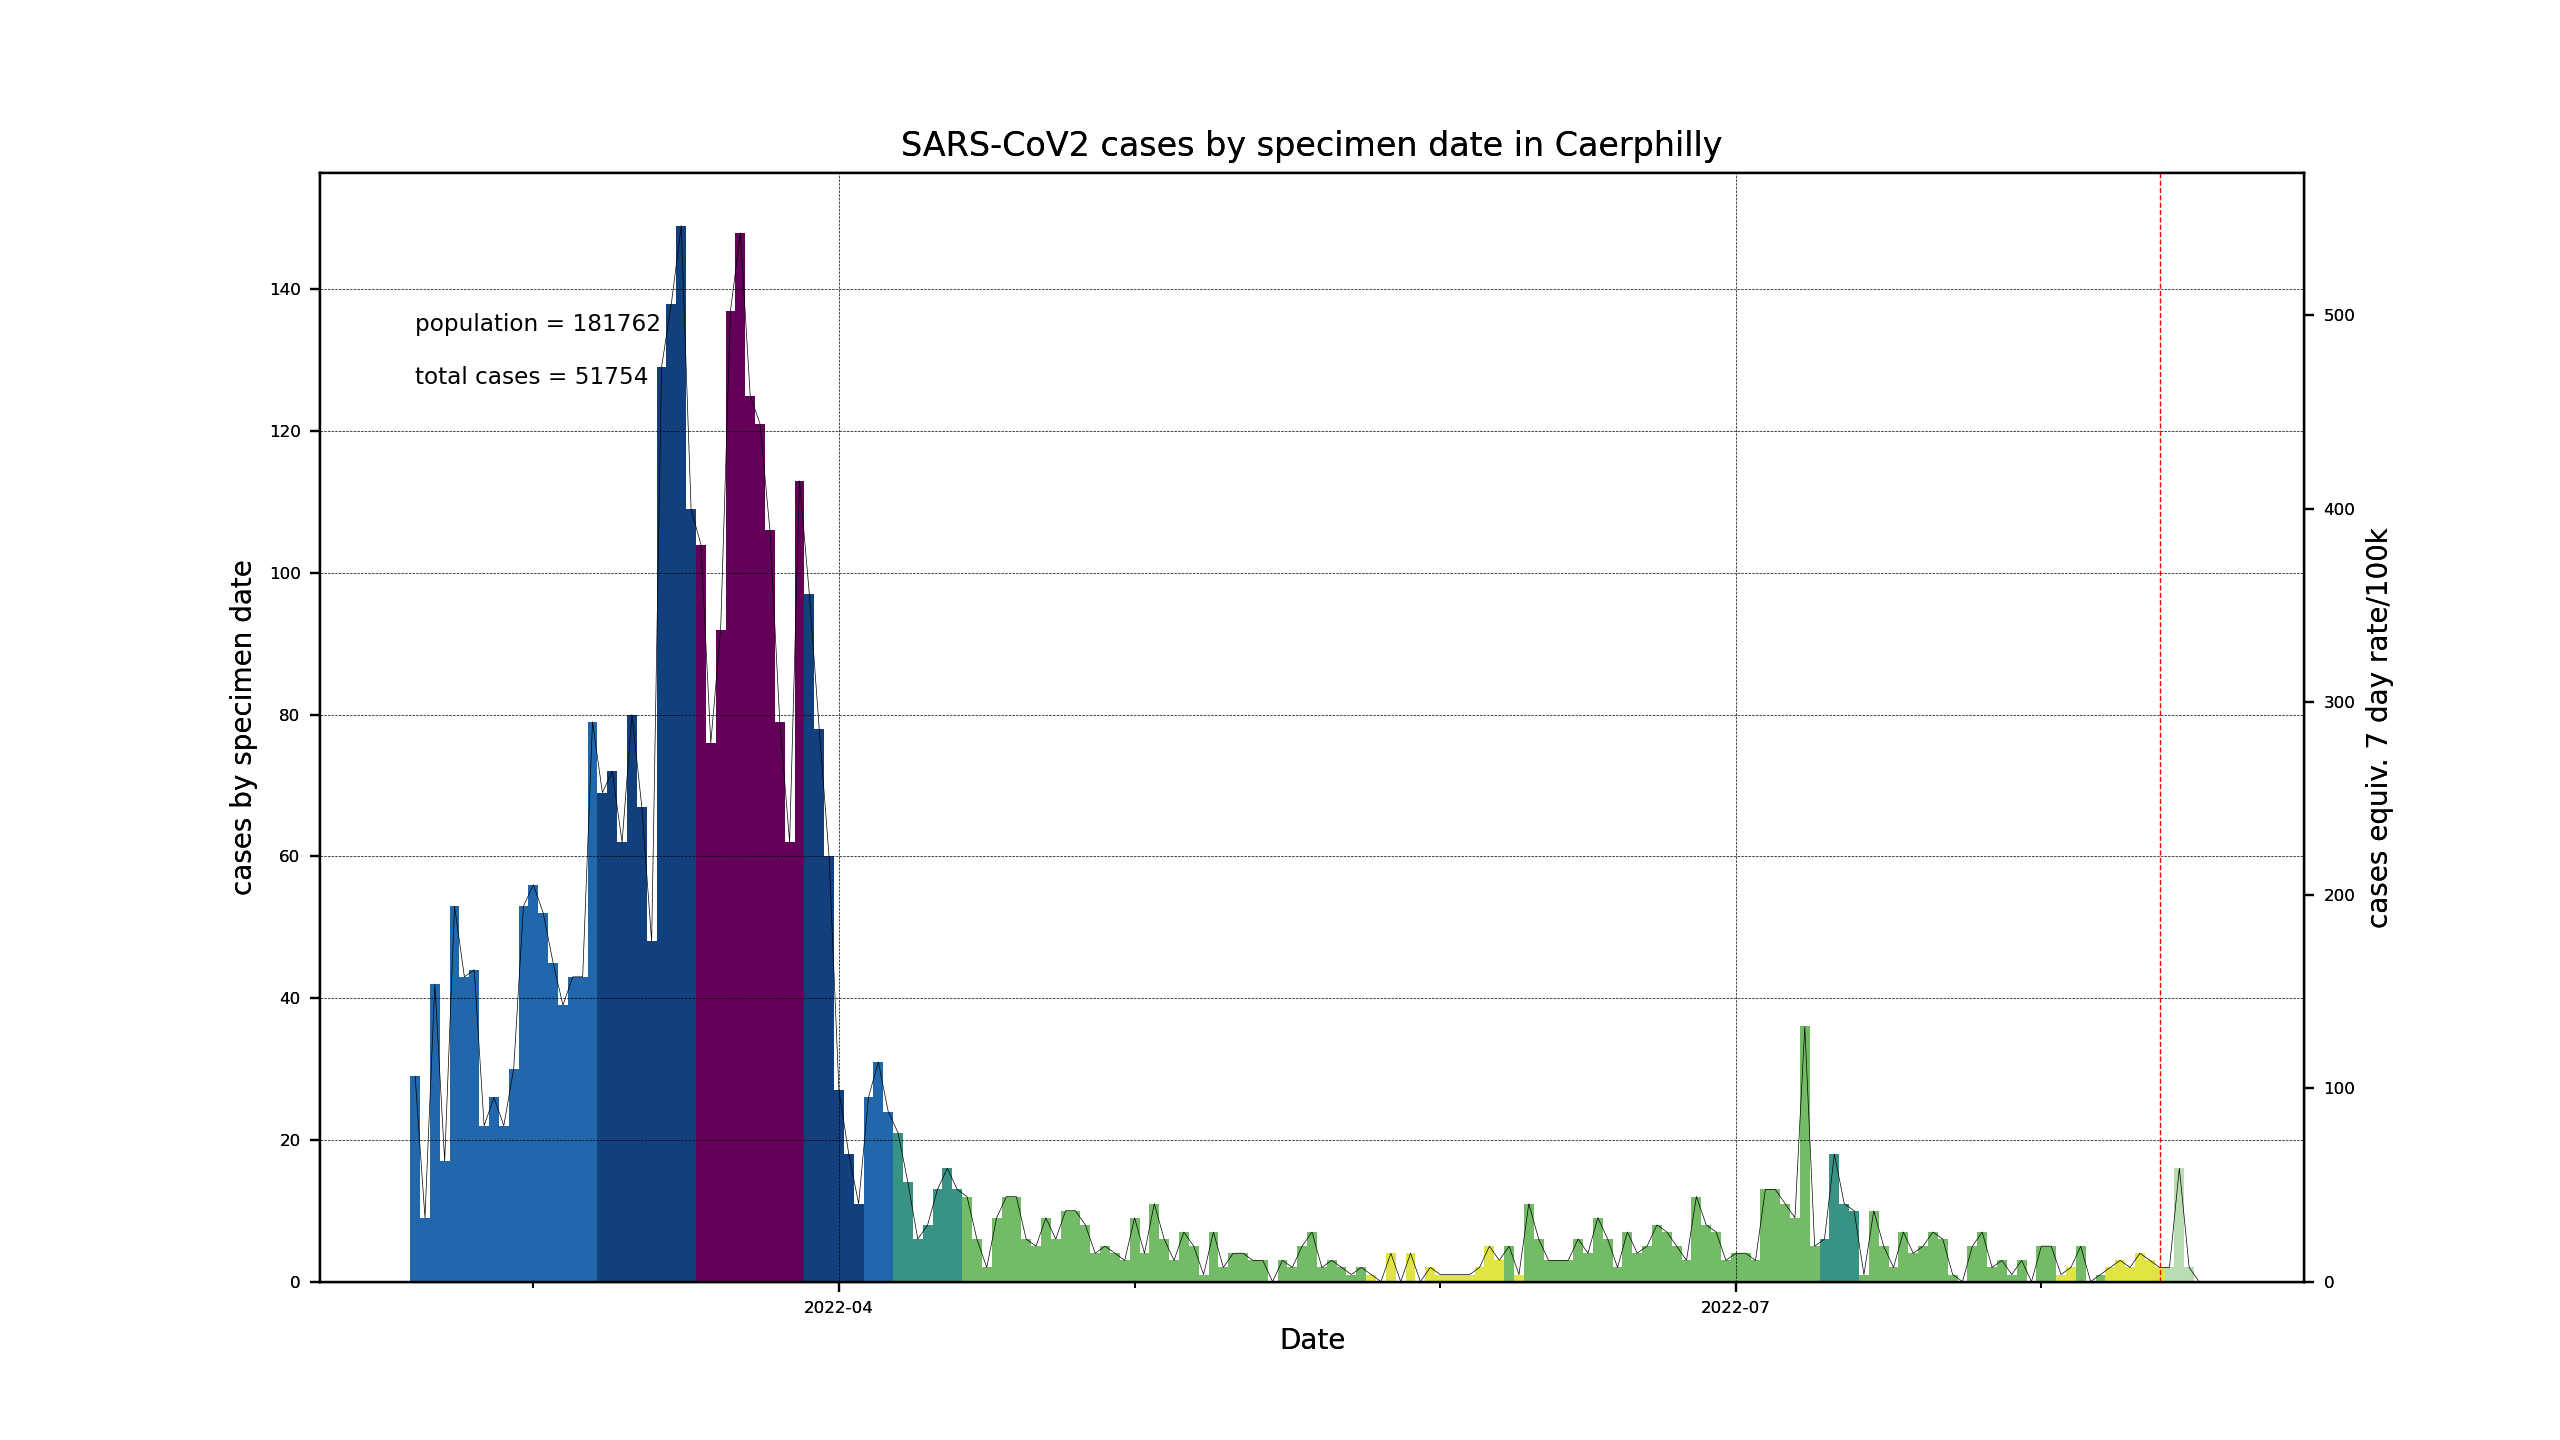 SARS-CoV2 cases by specimen date in Caerphilly
population = 181762
total cases = 51754
cases by specimen date
140
120
100
80
60
40
20
0
500
400
300
200
100
0
cases equiv. 7 day rate/100k
2022-04
2022-07
Date